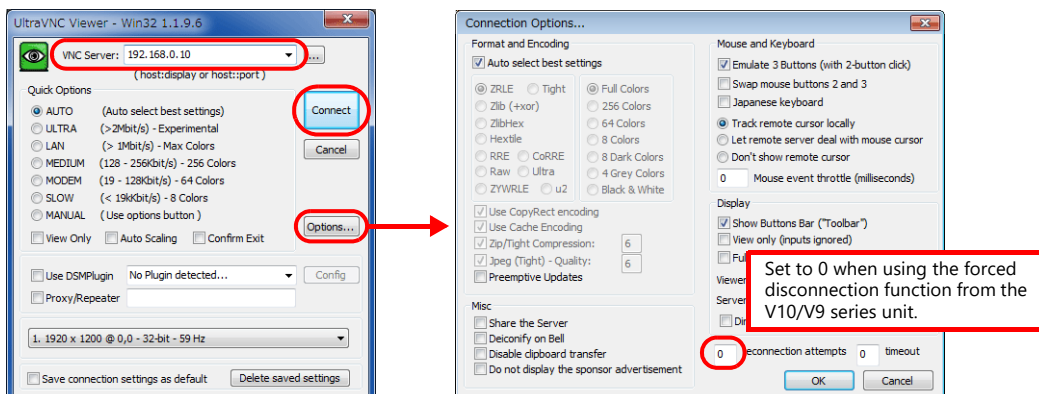 UltraVNC Viewer - Win32 1.1.9.6
VNC Server: 192.168.0.10
...
( host:display or host::port )
Quick Options
AUTO (Auto select best settings)
ULTRA (>2Mbit/s) - Experimental
LAN (> 1Mbit/s) - Max Colors
MEDIUM (128 - 256Kbit/s) - 256 Colors
MODEM (19 - 128Kbit/s) - 64 Colors
SLOW (< 19kKbit/s) - 8 Colors
MANUAL ( Use options button )
Connect
Cancel
Options...
View Only Auto Scaling Confirm Exit
Use DSMPlugin No Plugin detected... Config
Proxy/Repeater
1. 1920 x 1200 @ 0,0 - 32-bit - 59 Hz
Save connection settings as default Delete saved settings
Connection Options...
Format and Encoding
Auto select best settings
ZRLE Tight
Zlib (+xor)
ZlibHex
Hextile
RRE CoRRE
Raw Ultra
ZYWRLE u2
Full Colors
256 Colors
64 Colors
8 Colors
8 Dark Colors
4 Grey Colors
Black & White
Use CopyRect encoding
Use Cache Encoding
Zip/Tight Compression: 6
Jpeg (Tight) - Quality: 6
Preemptive Updates
Misc
Share the Server
Deiconify on Bell
Disable clipboard transfer
Do not display the sponsor advertisement
Mouse and Keyboard
Emulate 3 Buttons (with 2-button click)
Swap mouse buttons 2 and 3
Japanese keyboard
Track remote cursor locally
Let remote server deal with mouse cursor
Don't show remote cursor
0 Mouse event throttle (milliseconds)
Display
Show Buttons Bar ("Toolbar")
View only (inputs ignored)
Viewer
Server
Set to 0 when using the forced
disconnection function from the
V10/V9 series unit.
0 econnection attempts 0 timeout
OK Cancel